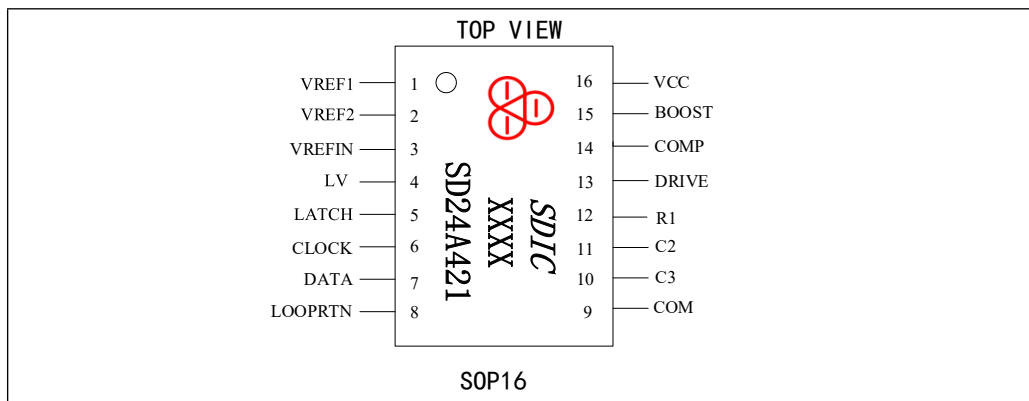 TOP VIEW
VREF1 1 16 VCC
VREF2 2 15 BOOST
VREFIN 3 14 COMP
LV 4 13 DRIVE
LATCH 5 12 R1
CLOCK 6 11 C2
DATA 7 10 C3
LOOPRTN 8 9 COM
SDIC
XXXX
SD24A421
SOP16